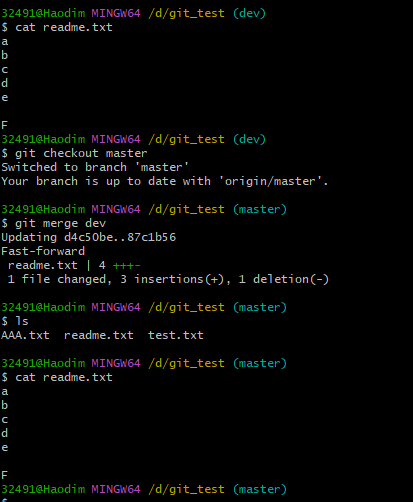 32491@Haodim MINGW64 /d/git_test (dev)
$ cat readme.txt
a
b
c
d
e

F
32491@Haodim MINGW64 /d/git_test (dev)
$ git checkout master
Switched to branch 'master'
Your branch is up to date with 'origin/master'.

32491@Haodim MINGW64 /d/git_test (master)
$ git merge dev
Updating d4c50be..87c1b56
Fast-forward
 readme.txt | 4 +++-
 1 file changed, 3 insertions(+), 1 deletion(-)

32491@Haodim MINGW64 /d/git_test (master)
$ ls
AAA.txt  readme.txt  test.txt

32491@Haodim MINGW64 /d/git_test (master)
$ cat readme.txt
a
b
c
d
e

F
32491@Haodim MINGW64 /d/git_test (master)
$